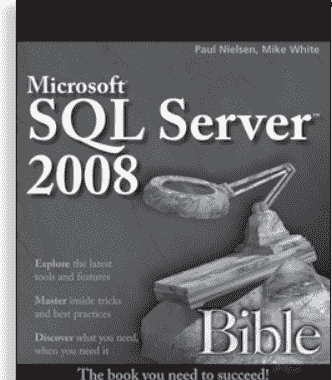 Paul Nielsen, Mike White
Microsoft®
SQL Server™
2008
Explore the latest
tools and features
Master inside tricks
and best practices
Discover what you need,
when you need it
Bible
The book you need to succeed!